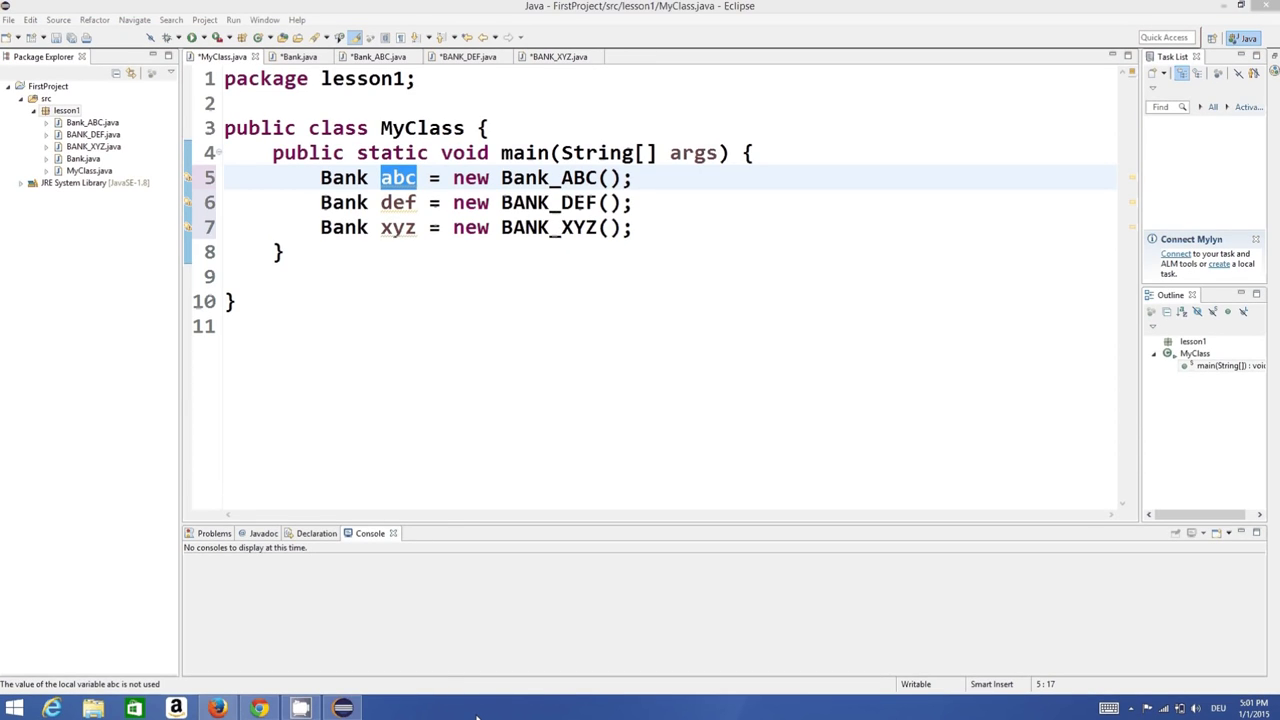 Java - FirstProject/src/lesson1/MyClass.java - Eclipse
File Edit Source Refactor Navigate Search Project Run Window Help
Quick Access
Java
Package Explorer
FirstProject
src
lesson1
Bank_ABC.java
BANK_DEF.java
BANK_XYZ.java
Bank.java
MyClass.java
JRE System Library [JavaSE-1.8]
*MyClass.java *Bank.java *Bank_ABC.java *BANK_DEF.java *BANK_XYZ.java
1 package lesson1;
2
3 public class MyClass {
4 public static void main(String[] args) {
5 Bank abc = new Bank_ABC();
6 Bank def = new BANK_DEF();
7 Bank xyz = new BANK_XYZ();
8 }
9
10 }
11
Task List
Find All Activa...
Connect Mylyn
Connect to your task and
ALM tools or create a local
task.
Outline
lesson1
MyClass
main(String[]) : voi
Problems Javadoc Declaration Console
No consoles to display at this time.
The value of the local variable abc is not used
Writable Smart Insert 5 : 17
DEU
5:01 PM
1/1/2015